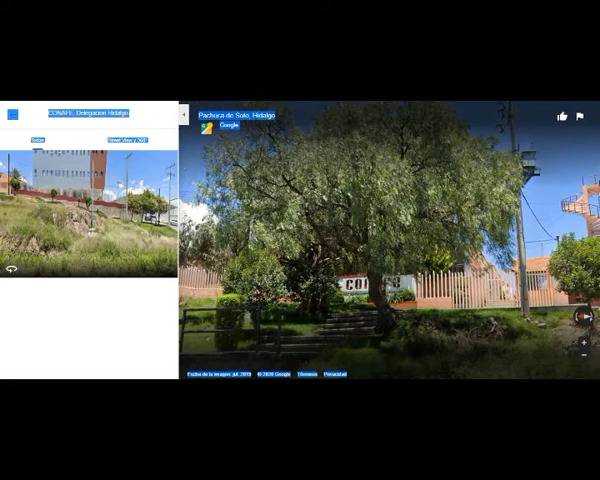 CONAFE, Delegación Hidalgo
Todas
Street View y 360°
Pachuca de Soto, Hidalgo
Google
Fecha de la imagen: jul. 2019 © 2020 Google Términos Privacidad